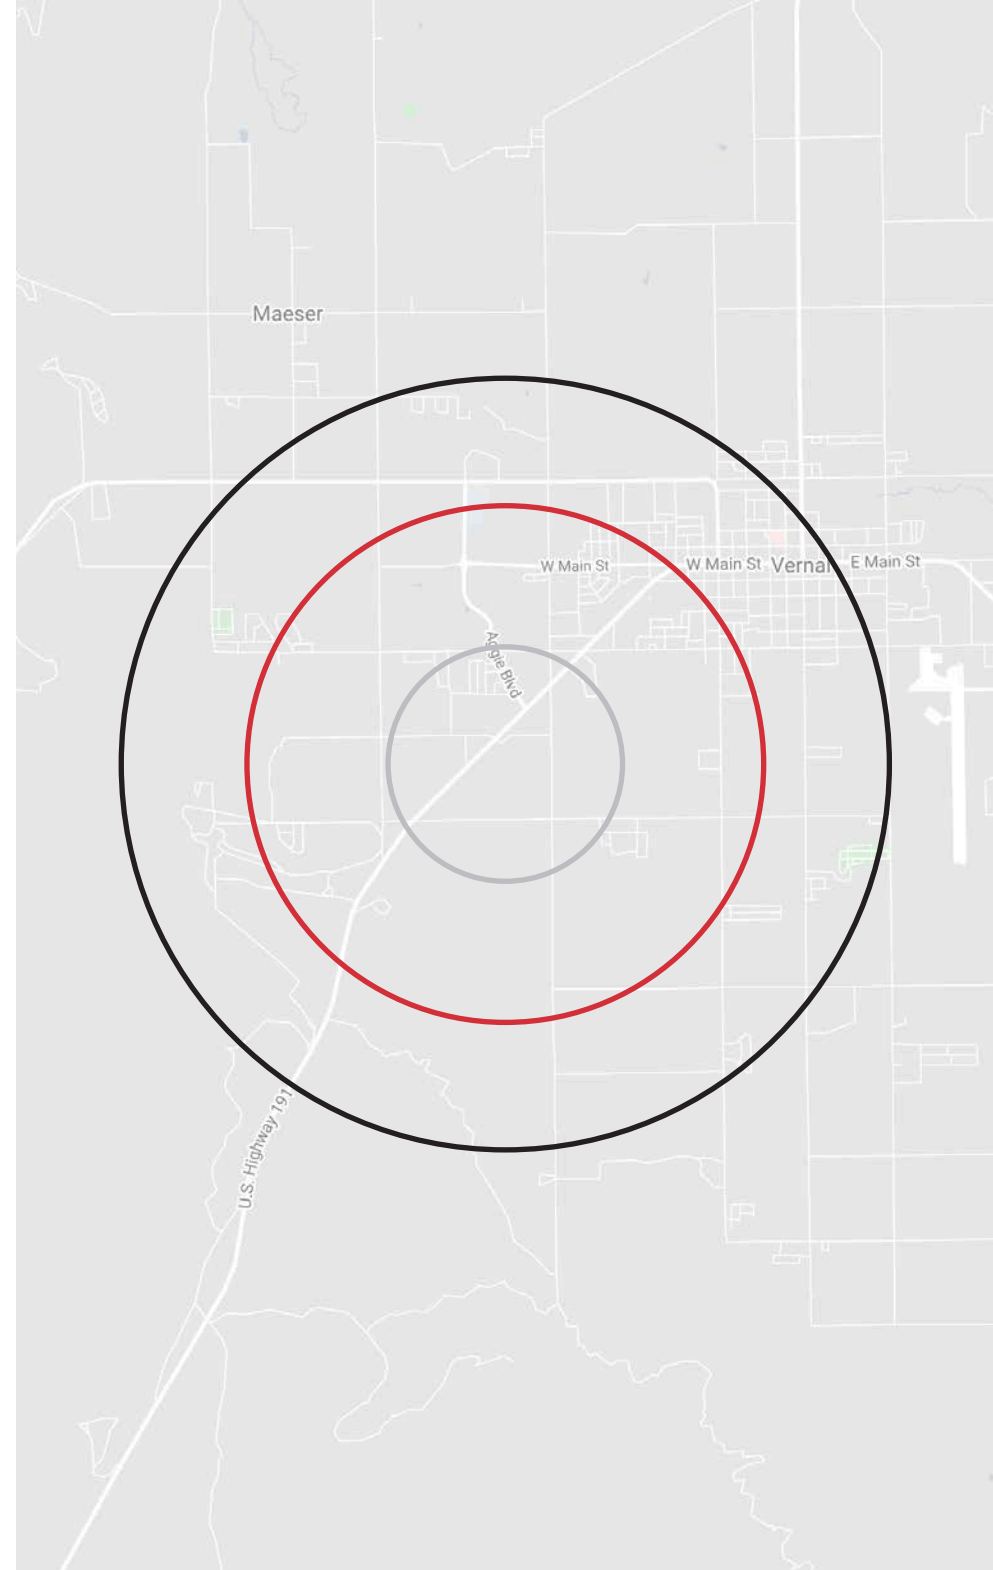 Maeser
W Main St
W Main St
Vernal
E Main St
Aggie Blvd
U.S. Highway 191